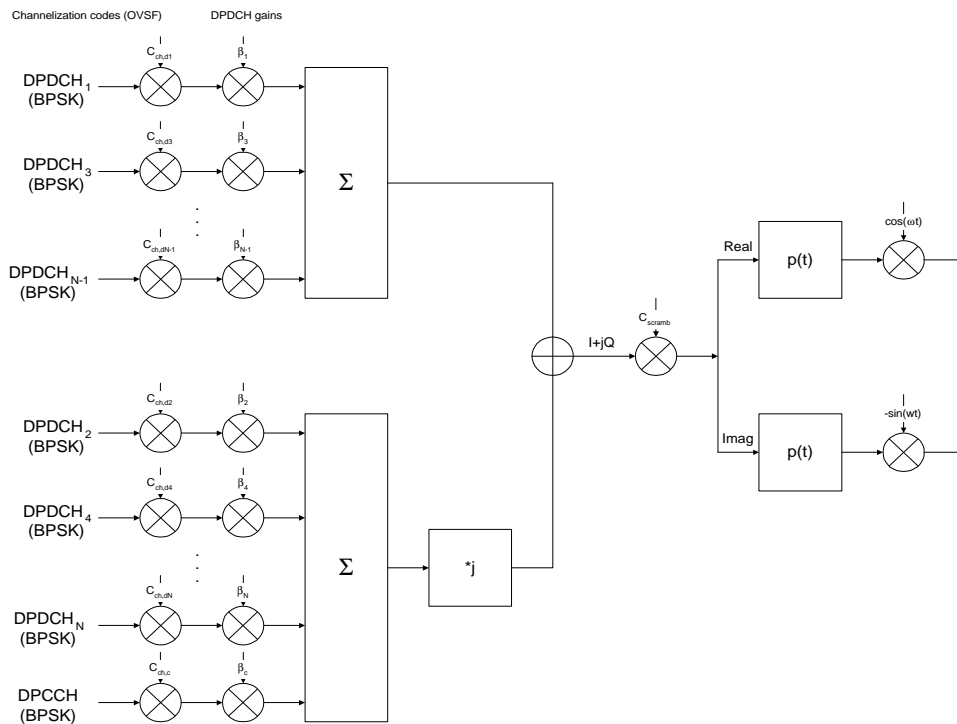 Channelization codes (OVSF) DPDCH gains
C_ch,d1 β_1
DPDCH_1
(BPSK)
C_ch,d3 β_3
DPDCH_3
(BPSK)
Σ
. . .
C_ch,dN-1 β_N-1
DPDCH_N-1
(BPSK)
cos(ωt)
Real
p(t)
C_scramb
I+jQ
C_ch,d2 β_2
DPDCH_2
(BPSK)
-sin(wt)
Imag
p(t)
C_ch,d4 β_4
DPDCH_4
(BPSK)
Σ
*j
. . .
C_ch,dN β_N
DPDCH_N
(BPSK)
C_ch,c β_c
DPCCH
(BPSK)